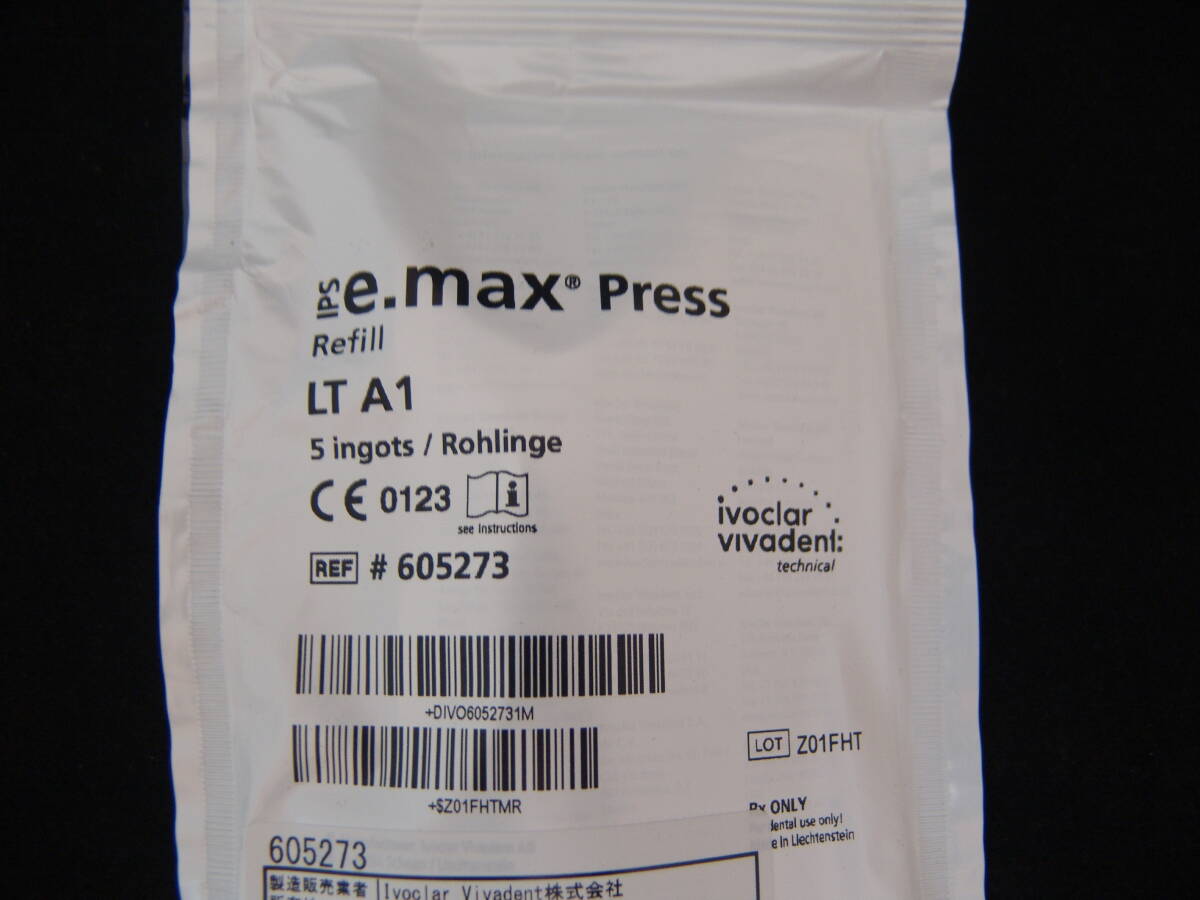 IPS e.max® Press
Refill
LT A1
5 ingots / Rohlinge
CE 0123
see instructions
REF # 605273
ivoclar
vivadent:
technical
+DIVO6052731M
+$Z01FHTMR
LOT Z01FHT
Rx ONLY
dental use only!
e in Liechtenstein
605273
製造販売業者 Ivoclar Vivadent株式会社